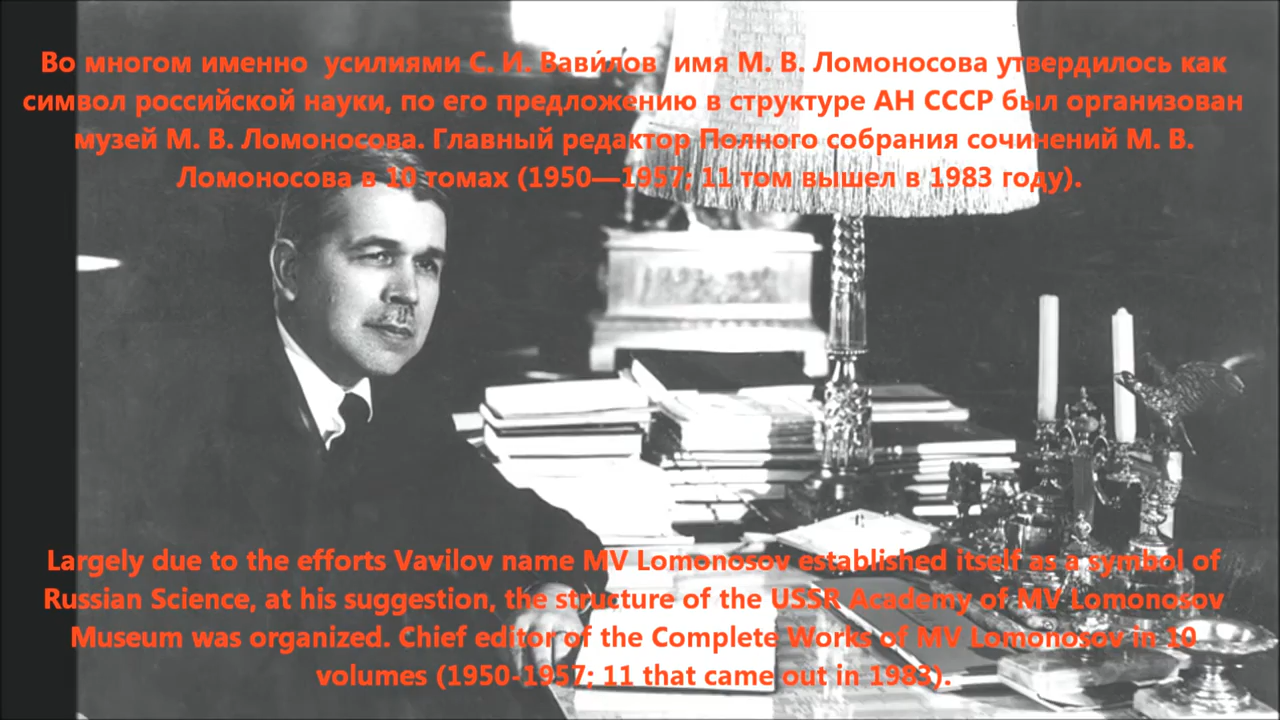 Во многом именно  усилиями С. И. Вави́лов  имя М. В. Ломоносова утвердилось как
символ российской науки, по его предложению в структуре АН СССР был организован
музей М. В. Ломоносова. Главный редактор Полного собрания сочинений М. В.
Ломоносова в 10 томах (1950—1957; 11 том вышел в 1983 году).
Largely due to the efforts Vavilov name MV Lomonosov established itself as a symbol of
Russian Science, at his suggestion, the structure of the USSR Academy of MV Lomonosov
Museum was organized. Chief editor of the Complete Works of MV Lomonosov in 10
volumes (1950-1957; 11 that came out in 1983).